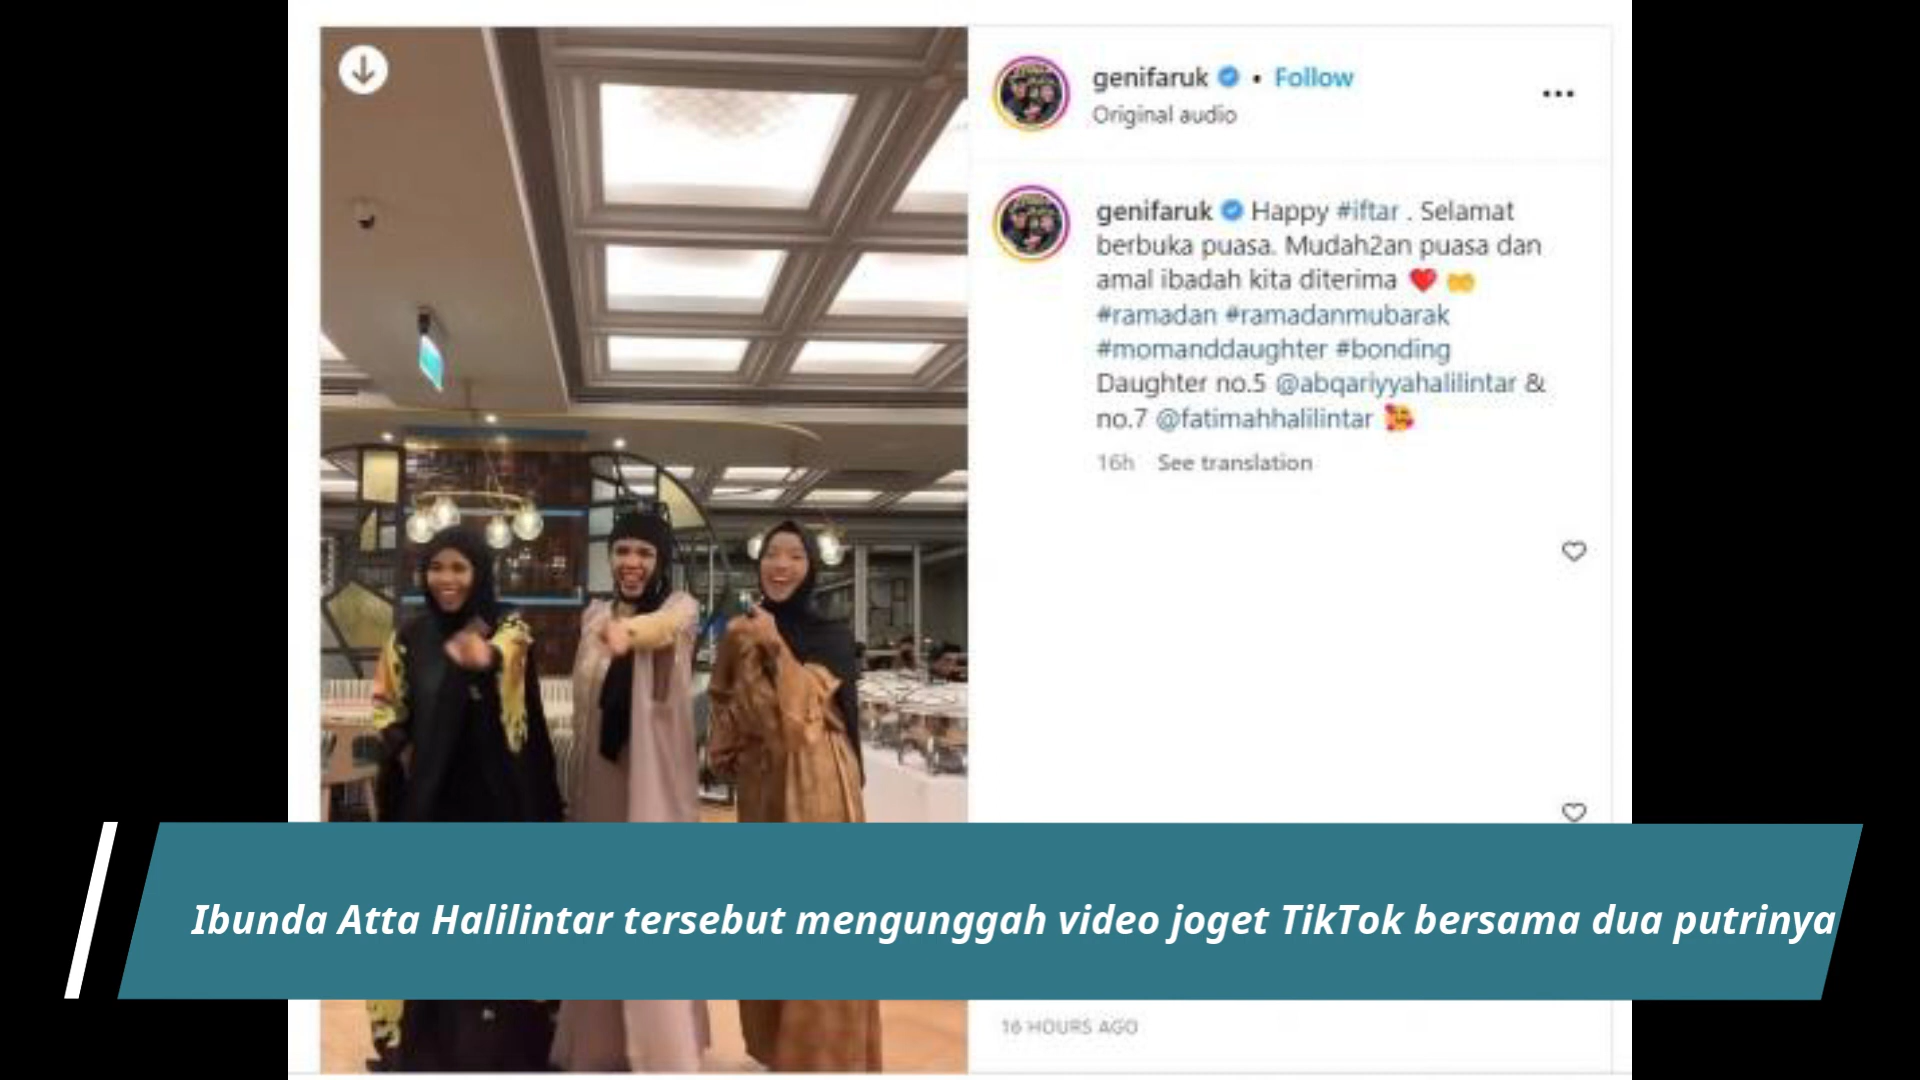 genifaruk • Follow
Original audio
genifaruk Happy #iftar . Selamat
berbuka puasa. Mudah2an puasa dan
amal ibadah kita diterima ❤️ 🤲
#ramadan #ramadanmubarak
#momanddaughter #bonding
Daughter no.5 @abqariyyahalilintar &
no.7 @fatimahhalilintar 🥰
16h See translation
Ibunda Atta Halilintar tersebut mengunggah video joget TikTok bersama dua putrinya
16 HOURS AGO